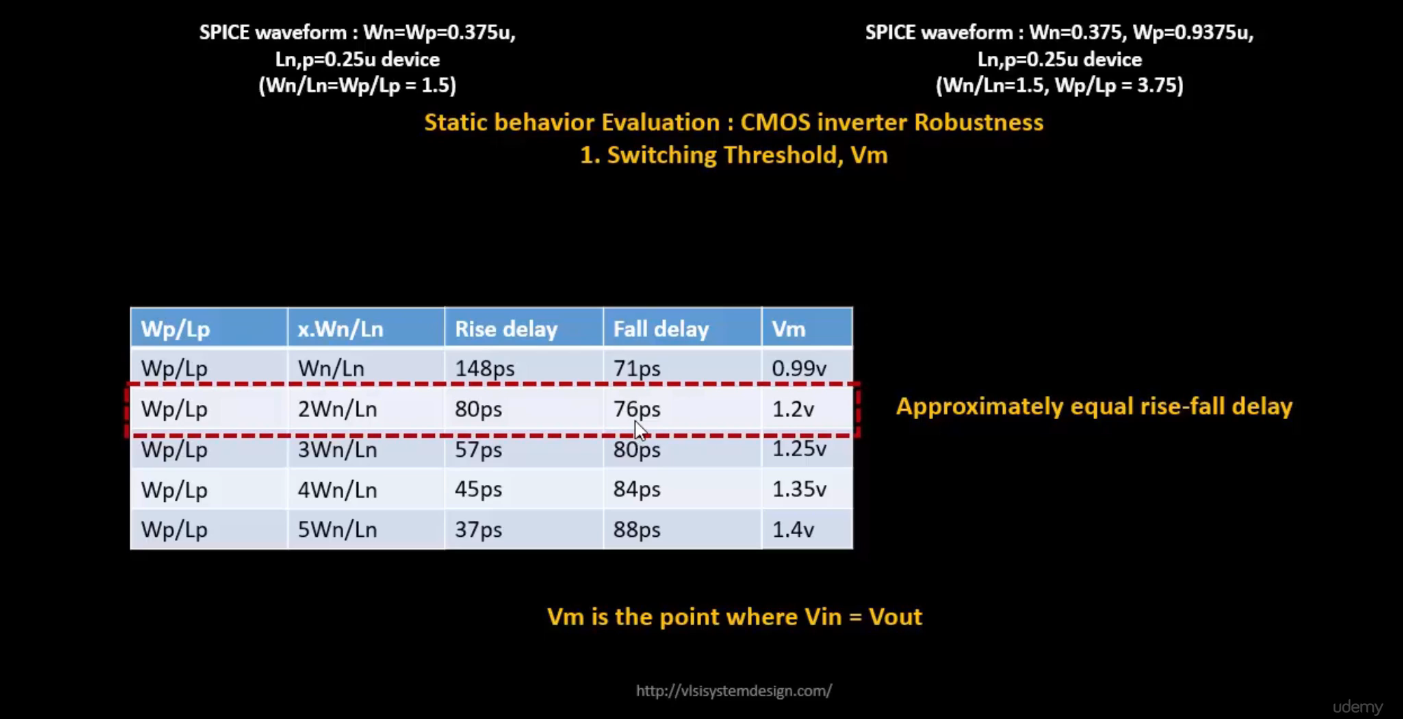 SPICE waveform : Wn=Wp=0.375u,
Ln,p=0.25u device
(Wn/Ln=Wp/Lp = 1.5)
SPICE waveform : Wn=0.375, Wp=0.9375u,
Ln,p=0.25u device
(Wn/Ln=1.5, Wp/Lp = 3.75)
Static behavior Evaluation : CMOS inverter Robustness
1. Switching Threshold, Vm
Wp/Lp x.Wn/Ln Rise delay Fall delay Vm
Wp/Lp Wn/Ln 148ps 71ps 0.99v
Wp/Lp 2Wn/Ln 80ps 76ps 1.2v
Approximately equal rise-fall delay
Wp/Lp 3Wn/Ln 57ps 80ps 1.25v
Wp/Lp 4Wn/Ln 45ps 84ps 1.35v
Wp/Lp 5Wn/Ln 37ps 88ps 1.4v
Vm is the point where Vin = Vout
http://vlsisystemdesign.com/
udemy